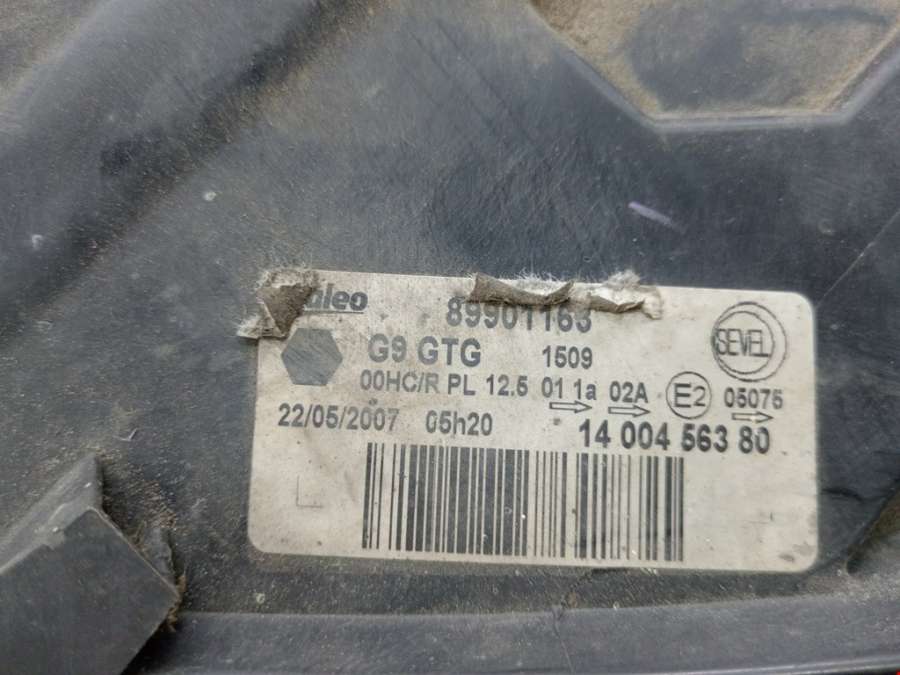 Valeo
89901163
G9 GTG 1509 SEVEL
00HC/R PL 12.5 01 1a 02A E2 05075
22/05/2007 05h20 14 004 563 80
L